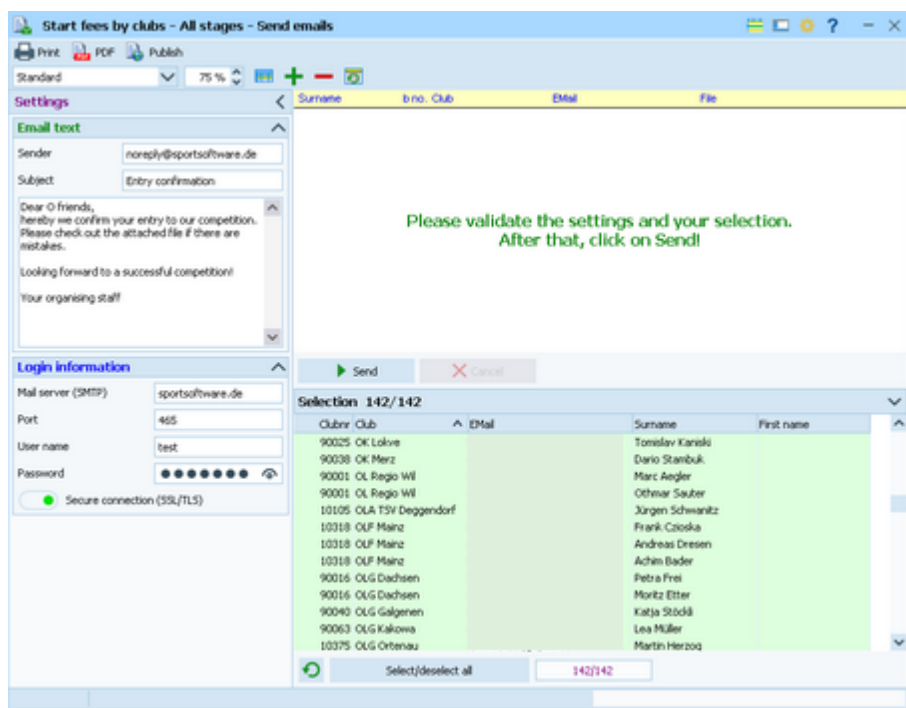 Start fees by clubs - All stages - Send emails
Print PDF Publish
Standard 75 %
Settings
Email text
Sender noreply@sportsoftware.de
Subject Entry confirmation
Dear O friends,
hereby we confirm your entry to our competition.
Please check out the attached file if there are
mistakes.
Looking forward to a successful competition!
Your organising staff
Login information
Mail server (SMTP) sportsoftware.de
Port 465
User name test
Password
Secure connection (SSL/TLS)
Surname b no. Club EMail File
Please validate the settings and your selection.
After that, click on Send!
Send Cancel
Selection 142/142
Clubnr Club EMail Surname First name
90025 OK Lokve Tomislav Kaniski
90038 OK Merz Dario Stambuk
90001 OL Regio Wil Marc Aegler
90001 OL Regio Wil Othmar Sauter
10105 OLA TSV Deggendorf Jürgen Schwanitz
10318 OLF Mainz Frank Czioska
10318 OLF Mainz Andreas Dresen
10318 OLF Mainz Achim Bader
90016 OLG Dachsen Petra Frei
90016 OLG Dachsen Moritz Etter
90040 OLG Galgenen Katja Stöckli
90063 OLG Kakowa Lea Müller
10375 OLG Ortenau Martin Herzog
Select/deselect all 142/142